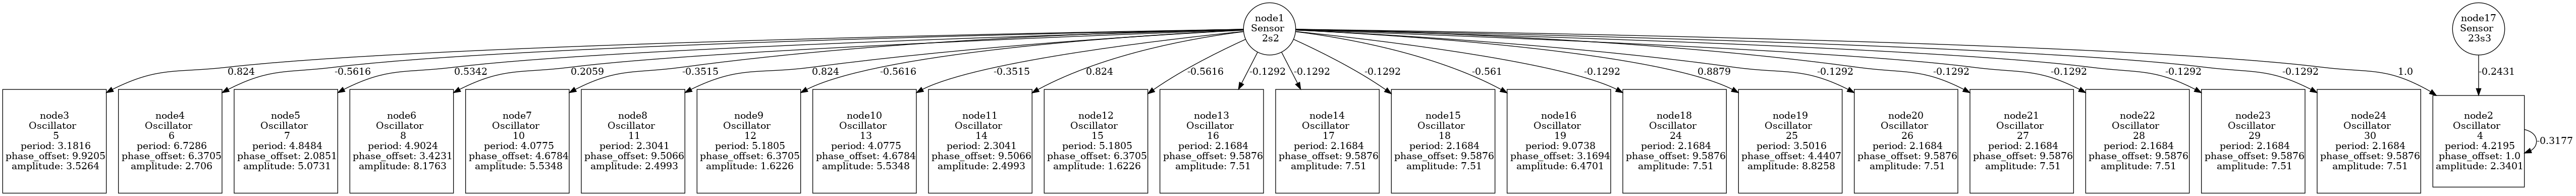 node1
Sensor
2s2
node17
Sensor
23s3
0.824
-0.5616
0.5342
0.2059
-0.3515
0.824
-0.5616
-0.3515
0.824
-0.5616
-0.1292
-0.1292
-0.1292
-0.561
-0.1292
0.8879
-0.1292
-0.1292
-0.1292
-0.1292
-0.1292
1.0
-0.2431
node3
Oscillator
5
period: 3.1816
phase_offset: 9.9205
amplitude: 3.5264
node4
Oscillator
6
period: 6.7286
phase_offset: 6.3705
amplitude: 2.706
node5
Oscillator
7
period: 4.8484
phase_offset: 2.0851
amplitude: 5.0731
node6
Oscillator
8
period: 4.9024
phase_offset: 3.4231
amplitude: 8.1763
node7
Oscillator
10
period: 4.0775
phase_offset: 4.6784
amplitude: 5.5348
node8
Oscillator
11
period: 2.3041
phase_offset: 9.5066
amplitude: 2.4993
node9
Oscillator
12
period: 5.1805
phase_offset: 6.3705
amplitude: 1.6226
node10
Oscillator
13
period: 4.0775
phase_offset: 4.6784
amplitude: 5.5348
node11
Oscillator
14
period: 2.3041
phase_offset: 9.5066
amplitude: 2.4993
node12
Oscillator
15
period: 5.1805
phase_offset: 6.3705
amplitude: 1.6226
node13
Oscillator
16
period: 2.1684
phase_offset: 9.5876
amplitude: 7.51
node14
Oscillator
17
period: 2.1684
phase_offset: 9.5876
amplitude: 7.51
node15
Oscillator
18
period: 2.1684
phase_offset: 9.5876
amplitude: 7.51
node16
Oscillator
19
period: 9.0738
phase_offset: 3.1694
amplitude: 6.4701
node18
Oscillator
24
period: 2.1684
phase_offset: 9.5876
amplitude: 7.51
node19
Oscillator
25
period: 3.5016
phase_offset: 4.4407
amplitude: 8.8258
node20
Oscillator
26
period: 2.1684
phase_offset: 9.5876
amplitude: 7.51
node21
Oscillator
27
period: 2.1684
phase_offset: 9.5876
amplitude: 7.51
node22
Oscillator
28
period: 2.1684
phase_offset: 9.5876
amplitude: 7.51
node23
Oscillator
29
period: 2.1684
phase_offset: 9.5876
amplitude: 7.51
node24
Oscillator
30
period: 2.1684
phase_offset: 9.5876
amplitude: 7.51
node2
Oscillator
4
period: 4.2195
phase_offset: 1.0
amplitude: 2.3401
-0.3177